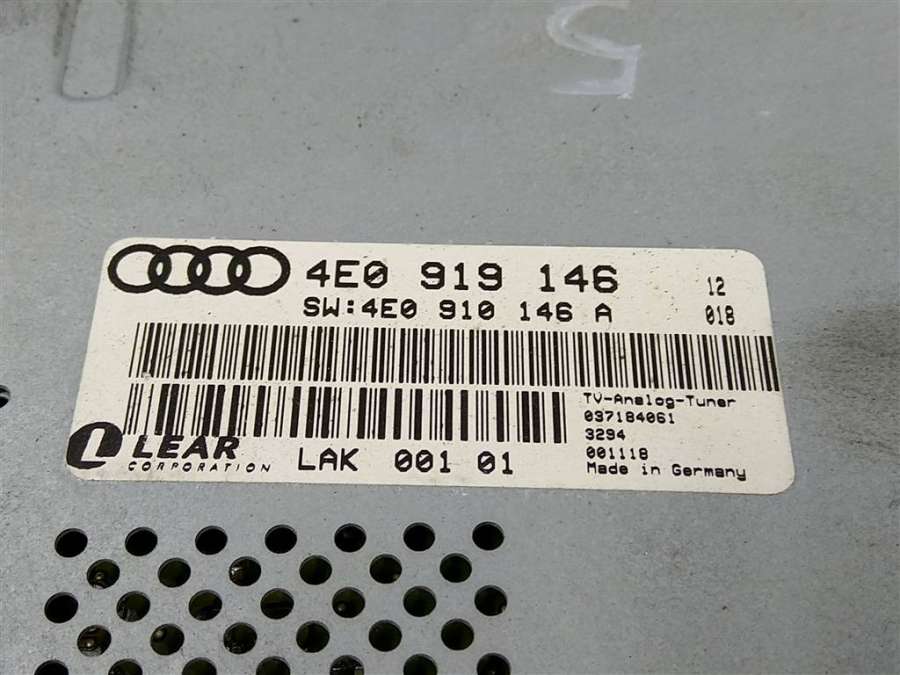 5
4E0 919 146 12
SW:4E0 910 146 A 018
TV-Analog-Tuner
037184061
3294
001118
Made in Germany
LEAR
CORPORATION
LAK 001 01